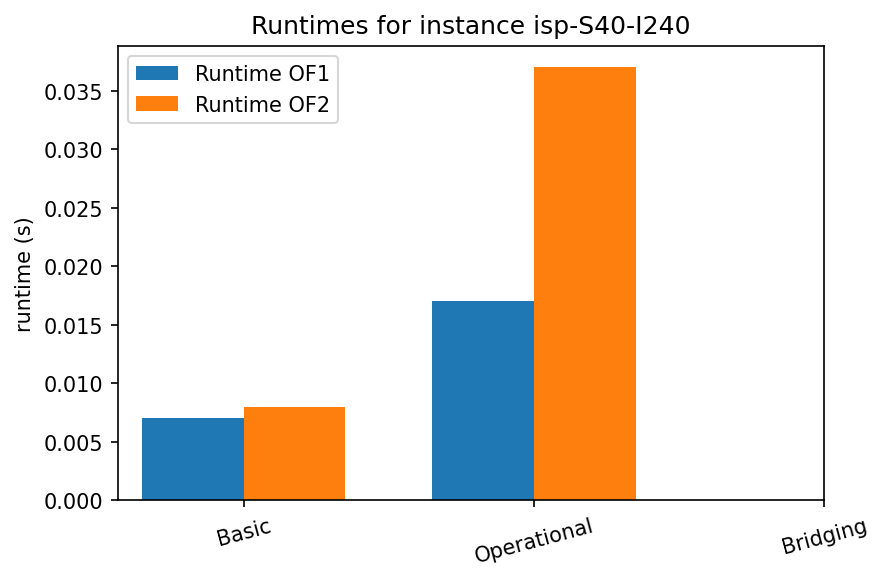 Runtimes for instance isp-S40-I240
Runtime OF1
Runtime OF2
runtime (s)
0.035
0.030
0.025
0.020
0.015
0.010
0.005
0.000
Basic
Operational
Bridging